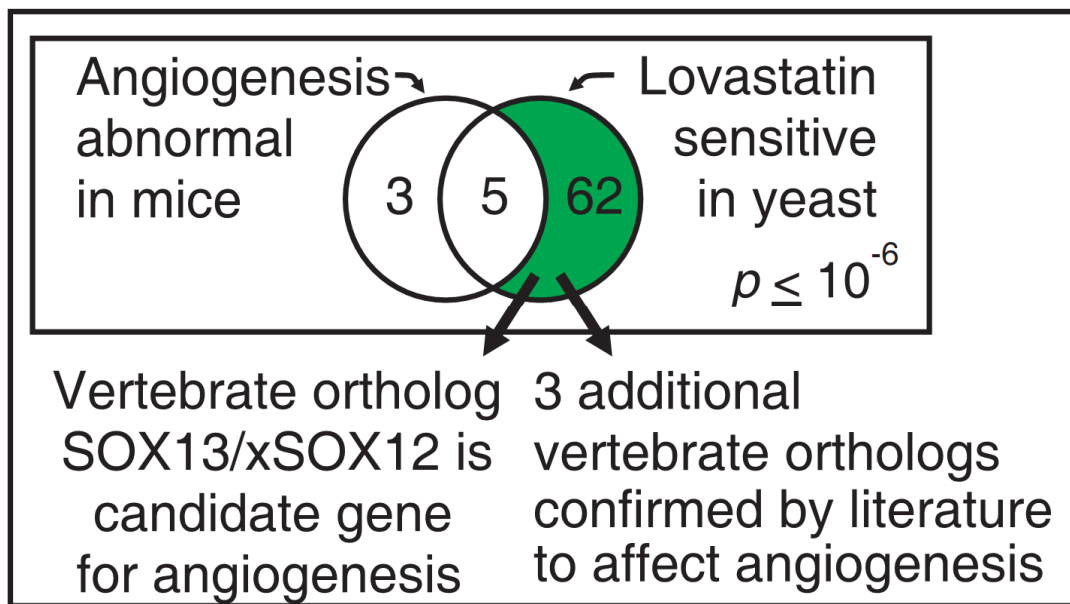 Angiogenesis
abnormal
in mice
3
5
62
Lovastatin
sensitive
in yeast
p ≤ 10⁻⁶
Vertebrate ortholog
SOX13/xSOX12 is
candidate gene
for angiogenesis
3 additional
vertebrate orthologs
confirmed by literature
to affect angiogenesis